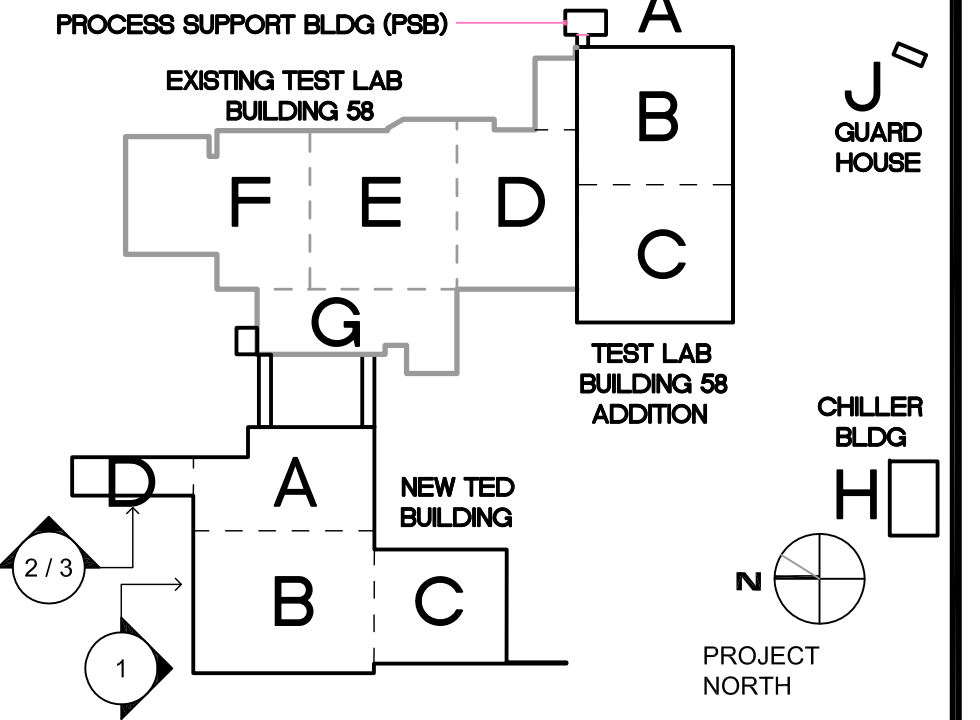 PROCESS SUPPORT BLDG (PSB)
A
EXISTING TEST LAB
BUILDING 58
B
J
GUARD
HOUSE
F
E
D
C
G
TEST LAB
BUILDING 58
ADDITION
CHILLER
BLDG
H
D
A
NEW TED
BUILDING
2 / 3
B
C
N
1
PROJECT
NORTH